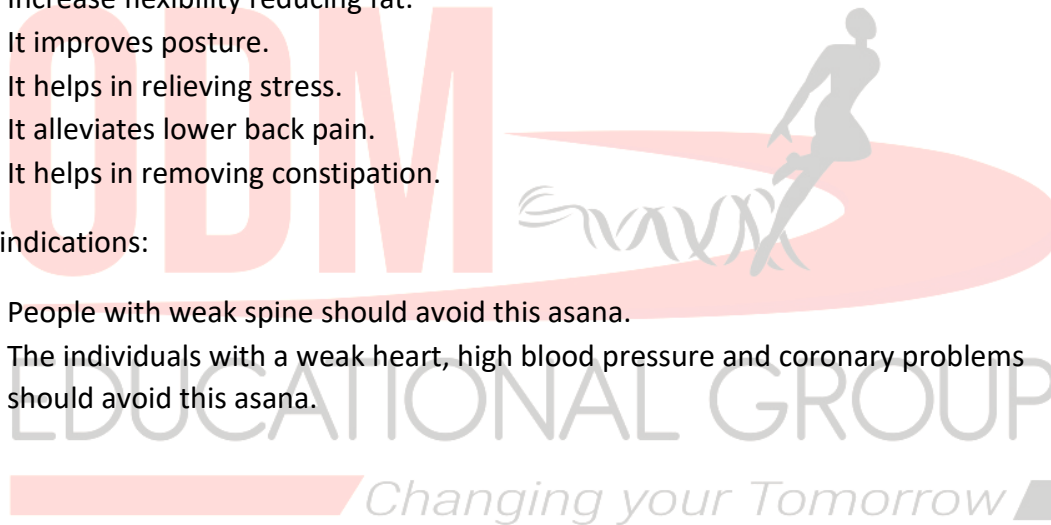 Increase flexibility reducing fat.
It improves posture.
It helps in relieving stress.
It alleviates lower back pain.
It helps in removing constipation.
indications:
People with weak spine should avoid this asana.
The individuals with a weak heart, high blood pressure and coronary problems
should avoid this asana.
ODM
EDUCATIONAL GROUP
Changing your Tomorrow